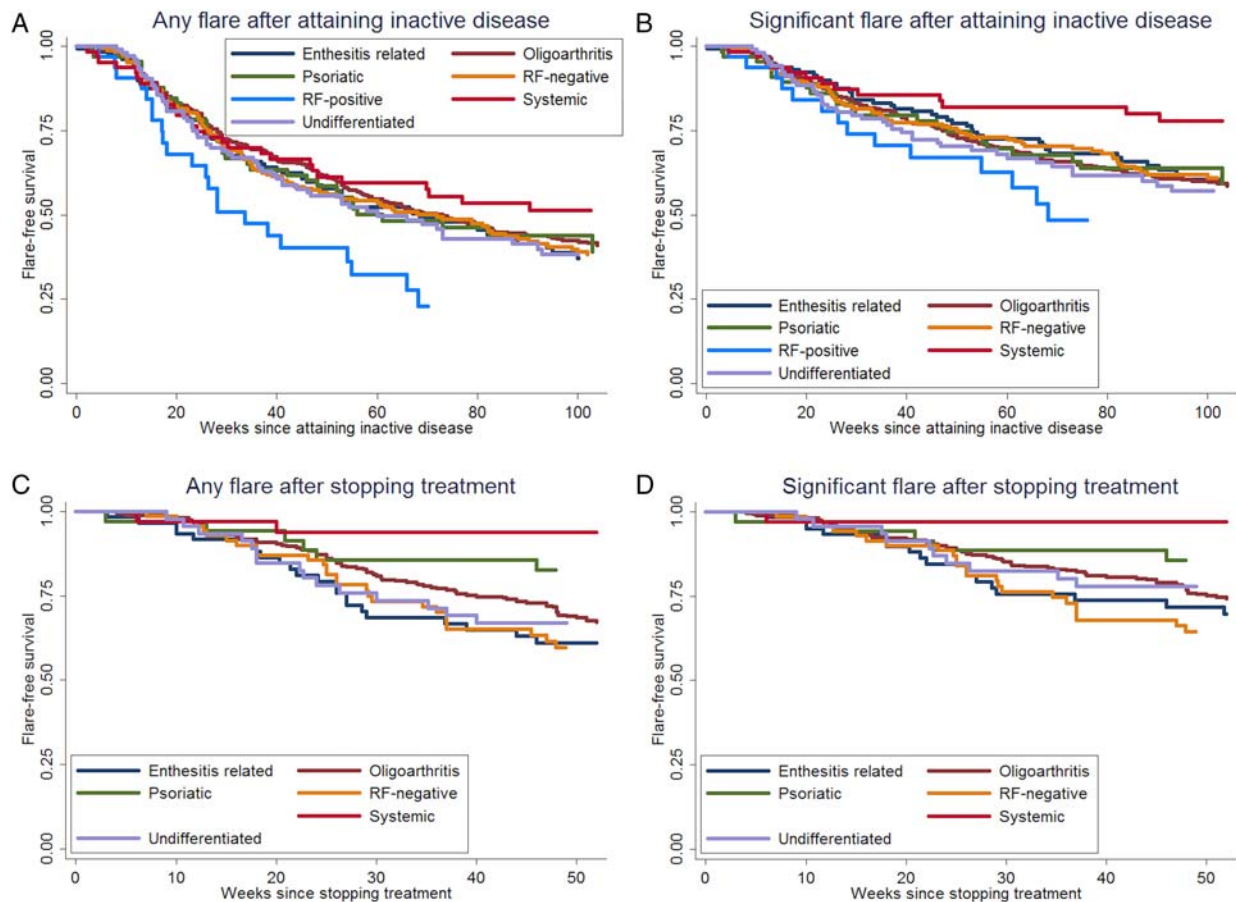 A
Any flare after attaining inactive disease
Enthesitis related
Oligoarthritis
Psoriatic
RF-negative
RF-positive
Systemic
Undifferentiated
Flare-free survival
1.00
0.75
0.50
0.25
0.00
0 20 40 60 80 100
Weeks since attaining inactive disease
B
Significant flare after attaining inactive disease
Flare-free survival
1.00
0.75
0.50
0.25
0.00
Enthesitis related
Oligoarthritis
Psoriatic
RF-negative
RF-positive
Systemic
Undifferentiated
0 20 40 60 80 100
Weeks since attaining inactive disease
C
Any flare after stopping treatment
Flare-free survival
1.00
0.75
0.50
0.25
0.00
Enthesitis related
Oligoarthritis
Psoriatic
RF-negative
Systemic
Undifferentiated
0 10 20 30 40 50
Weeks since stopping treatment
D
Significant flare after stopping treatment
Flare-free survival
1.00
0.75
0.50
0.25
0.00
Enthesitis related
Oligoarthritis
Psoriatic
RF-negative
Systemic
Undifferentiated
0 10 20 30 40 50
Weeks since stopping treatment